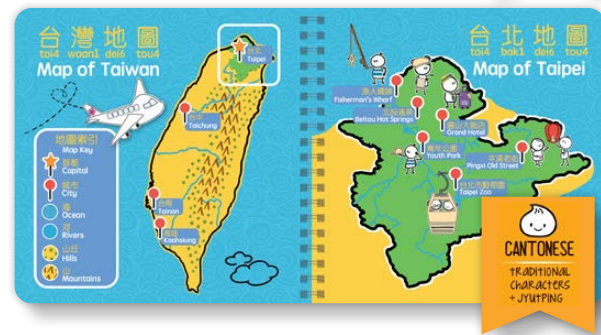 台灣地圖
toi4 waan1 dei6 tou4
Map of Taiwan
台北
Taipei
台中
Taichung
台南
Tainan
高雄
Kaohsiung
地圖索引
Map Key
首都
Capital
城市
City
海
Ocean
河
Rivers
山丘
Hills
山
Mountains
台北地圖
toi4 bak1 dei6 tou4
Map of Taipei
漁人碼頭
Fisherman's Wharf
北投溫泉
Beitou Hot Springs
圓山大飯店
Grand Hotel
青年公園
Youth Park
平溪老街
Pingxi Old Street
台北市動物園
Taipei Zoo
CANTONESE
TRADITIONAL
CHARACTERS
+ JYUTPING